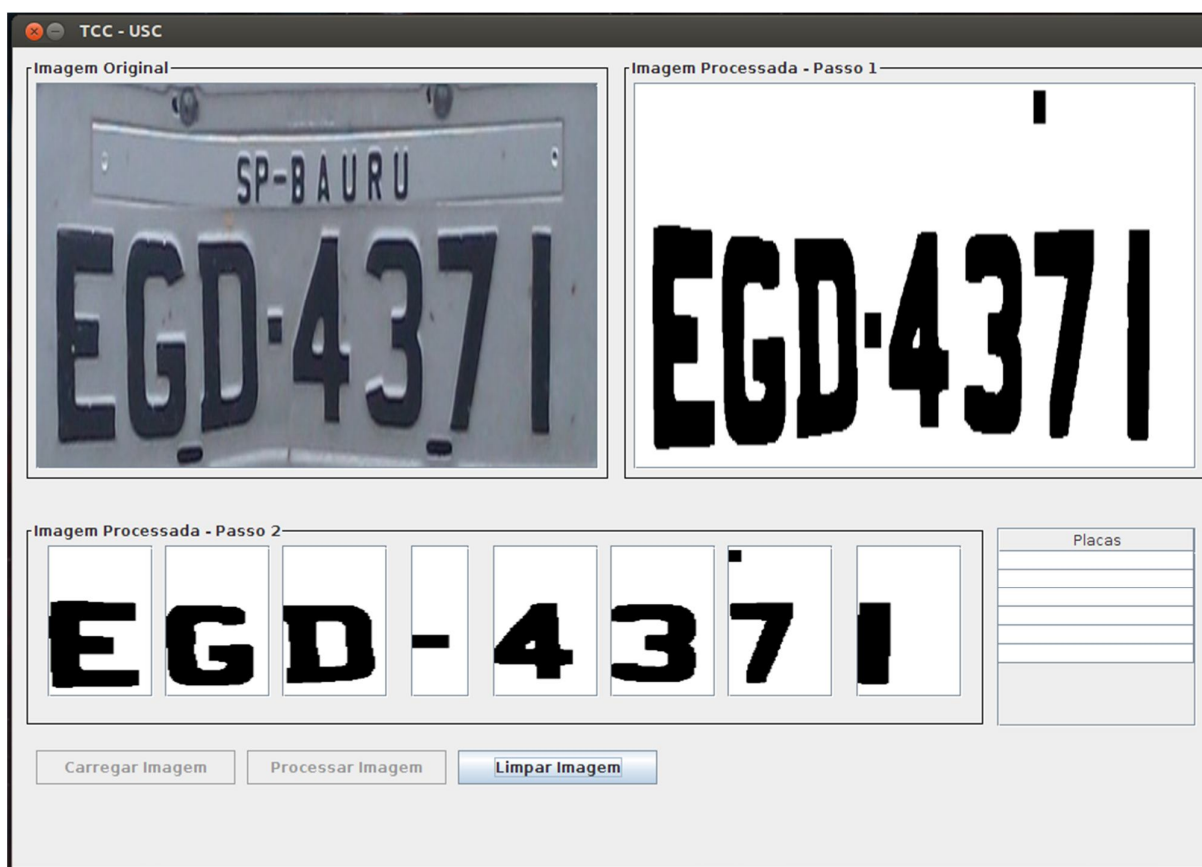 TCC - USC
Imagem Original
SP-BAURU
EGD-4371
Imagem Processada - Passo 1
EGD-4371
Imagem Processada - Passo 2
EGD-4371
Placas
Carregar Imagem
Processar Imagem
Limpar Imagem